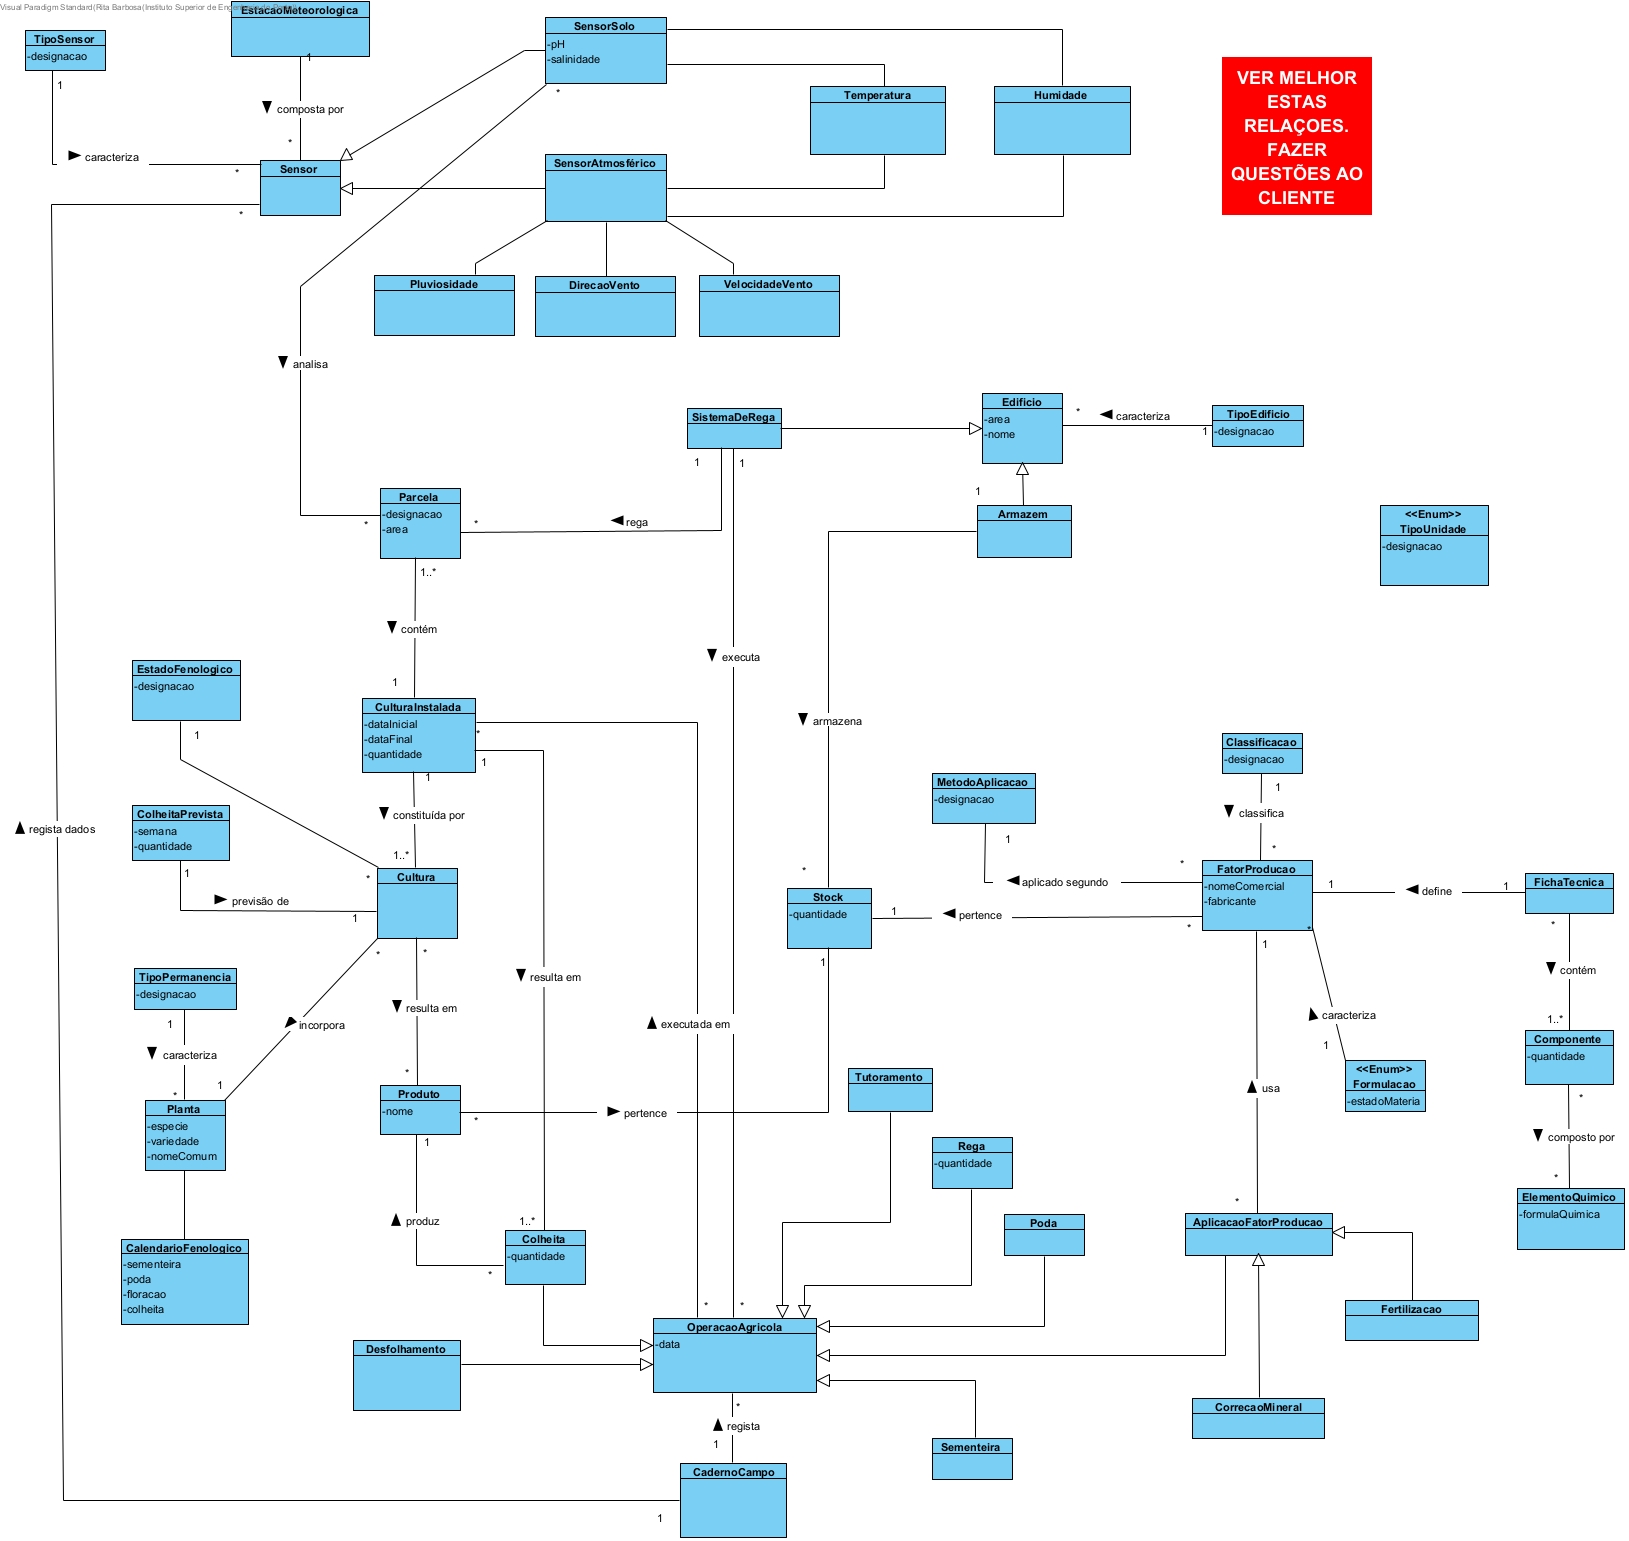 Visual Paradigm Standard(Rita Barbosa(Instituto Superior de
EstacaoMeteorologica
1
composta por
*
TipoSensor
-designacao
1
caracteriza
*
Sensor
*
SensorSolo
-pH
-salinidade
*
Temperatura
Humidade
VER MELHOR
ESTAS
RELAÇOES.
FAZER
QUESTÕES AO
CLIENTE
SensorAtmosférico
Pluviosidade
DirecaoVento
VelocidadeVento
analisa
*
SistemaDeRega
1
1
Edificio
-area
-nome
*
caracteriza
1
TipoEdificio
-designacao
Parcela
-designacao
-area
*
rega
1
Armazem
<<Enum>>
TipoUnidade
-designacao
1..*
contém
1
executa
armazena
*
EstadoFenologico
-designacao
1
CulturaInstalada
-dataInicial
-dataFinal
-quantidade
*
1
1
constituída por
1..*
ColheitaPrevista
-semana
-quantidade
1
previsão de
1
*
Cultura
*
*
regista dados
MetodoAplicacao
-designacao
1
aplicado segundo
*
Classificacao
-designacao
1
classifica
*
FatorProducao
-nomeComercial
-fabricante
1
define
1
FichaTecnica
*
contém
1..*
Stock
-quantidade
1
pertence
*
1
1
*
caracteriza
1
<<Enum>>
Formulacao
-estadoMateria
Componente
-quantidade
*
composto por
*
ElementoQuimico
-formulaQuimica
TipoPermanencia
-designacao
1
caracteriza
*
incorpora
1
resulta em
*
resulta em
1..*
executada em
Planta
-especie
-variedade
-nomeComum
Produto
-nome
*
pertence
1
produz
*
Colheita
-quantidade
Tutoramento
Rega
-quantidade
Poda
usa
*
AplicacaoFatorProducao
CalendarioFenologico
-sementeira
-poda
-floracao
-colheita
Fertilizacao
CorrecaoMineral
*
*
OperacaoAgricola
-data
Desfolhamento
*
regista
1
Sementeira
CadernoCampo
1